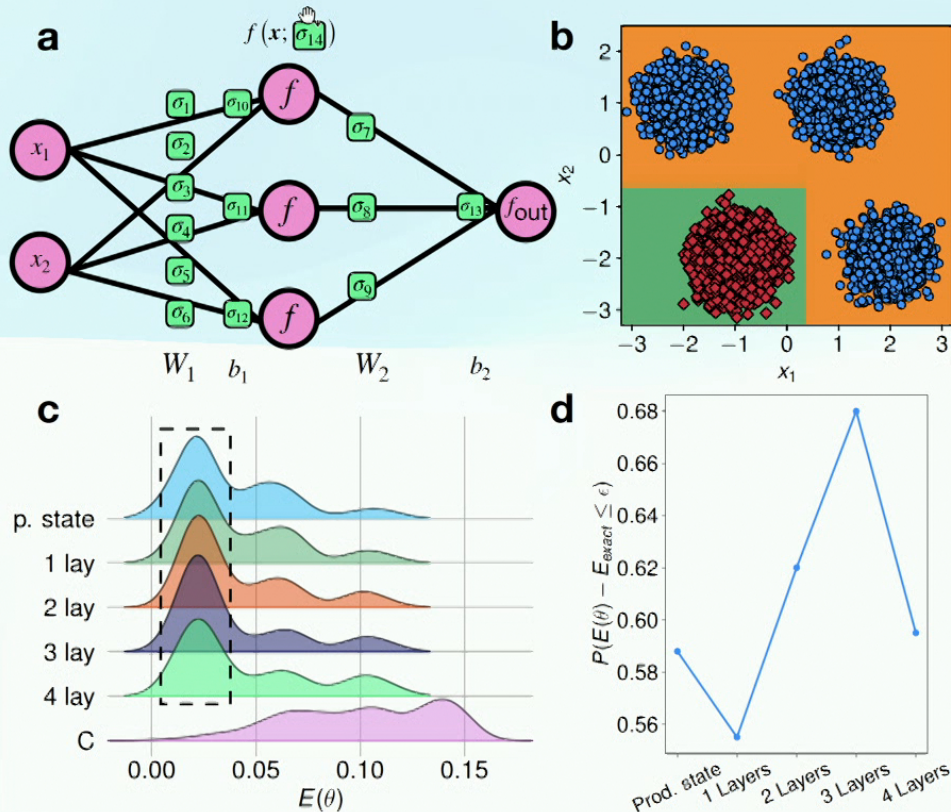 a
f(x; σ14)
σ1
σ10
f
σ2
σ7
x1
σ3
σ11
f
σ8
σ13
fout
σ4
x2
σ5
σ9
σ6
σ12
f
W1
b1
W2
b2
b
x2
2
1
0
−1
−2
−3
−3 −2 −1 0 1 2 3
x1
c
p. state
1 lay
2 lay
3 lay
4 lay
C
0.00 0.05 0.10 0.15
E(θ)
d
P(E(θ) − Eexact ≤ ϵ)
0.68
0.66
0.64
0.62
0.60
0.58
0.56
Prod. state
1 Layers
2 Layers
3 Layers
4 Layers